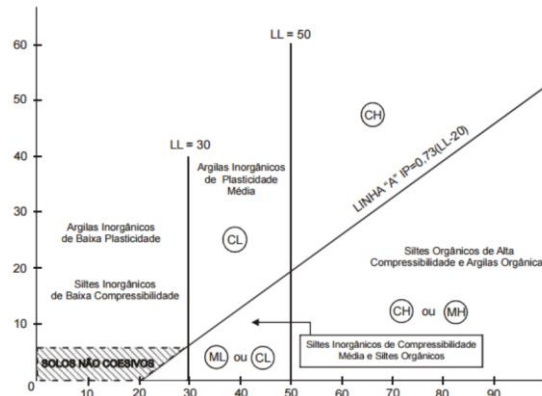 60
50
40
30
20
10
0
LL = 50
LL = 30
CH
Argilas Inorgânicos
de Plasticidade
Média
LINHA "A" IP=0.73(LL-20)
Argilas Inorgânicos
de Baixa Plasticidade
CL
Siltes Inorgânicos
de Baixa Compressibilidade
Siltes Orgânicos de Alta
Compressibilidade e Argilas Orgânica
CH ou MH
SOLOS NÃO COESIVOS
ML ou CL
Siltes Inorgânicos de Compressibilidade
Média e Siltes Orgânicos
10 20 30 40 50 60 70 80 90